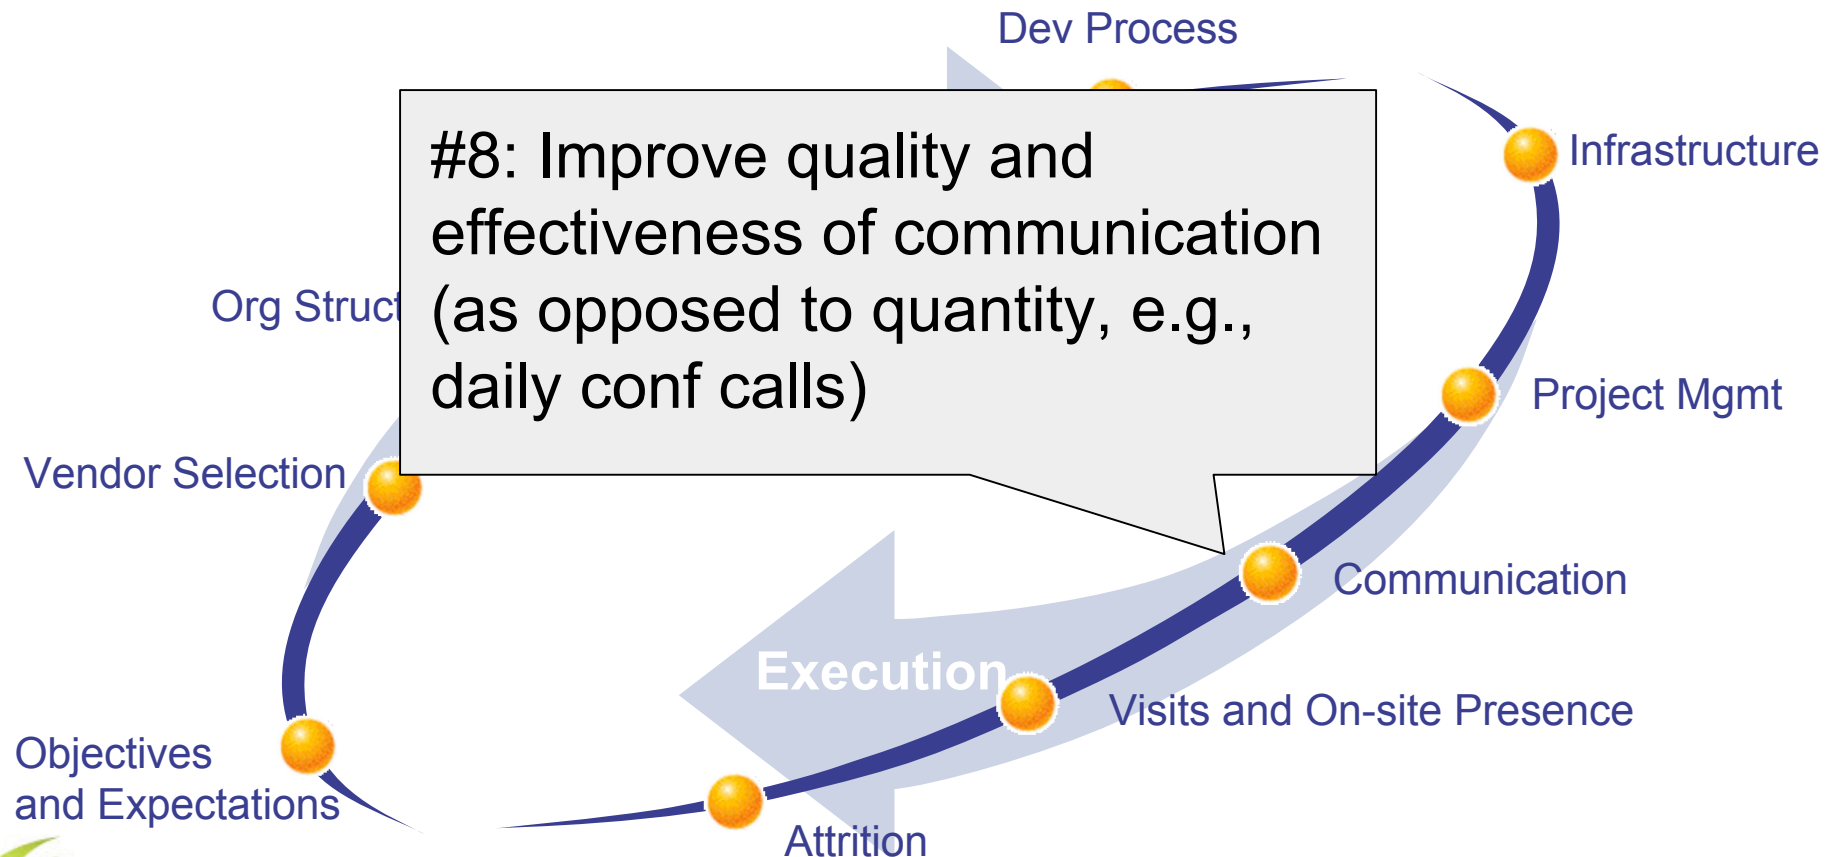 Dev Process
#8: Improve quality and
effectiveness of communication
(as opposed to quantity, e.g.,
daily conf calls)
Infrastructure
Org Struct
Project Mgmt
Vendor Selection
Communication
Execution
Visits and On-site Presence
Objectives
and Expectations
Attrition